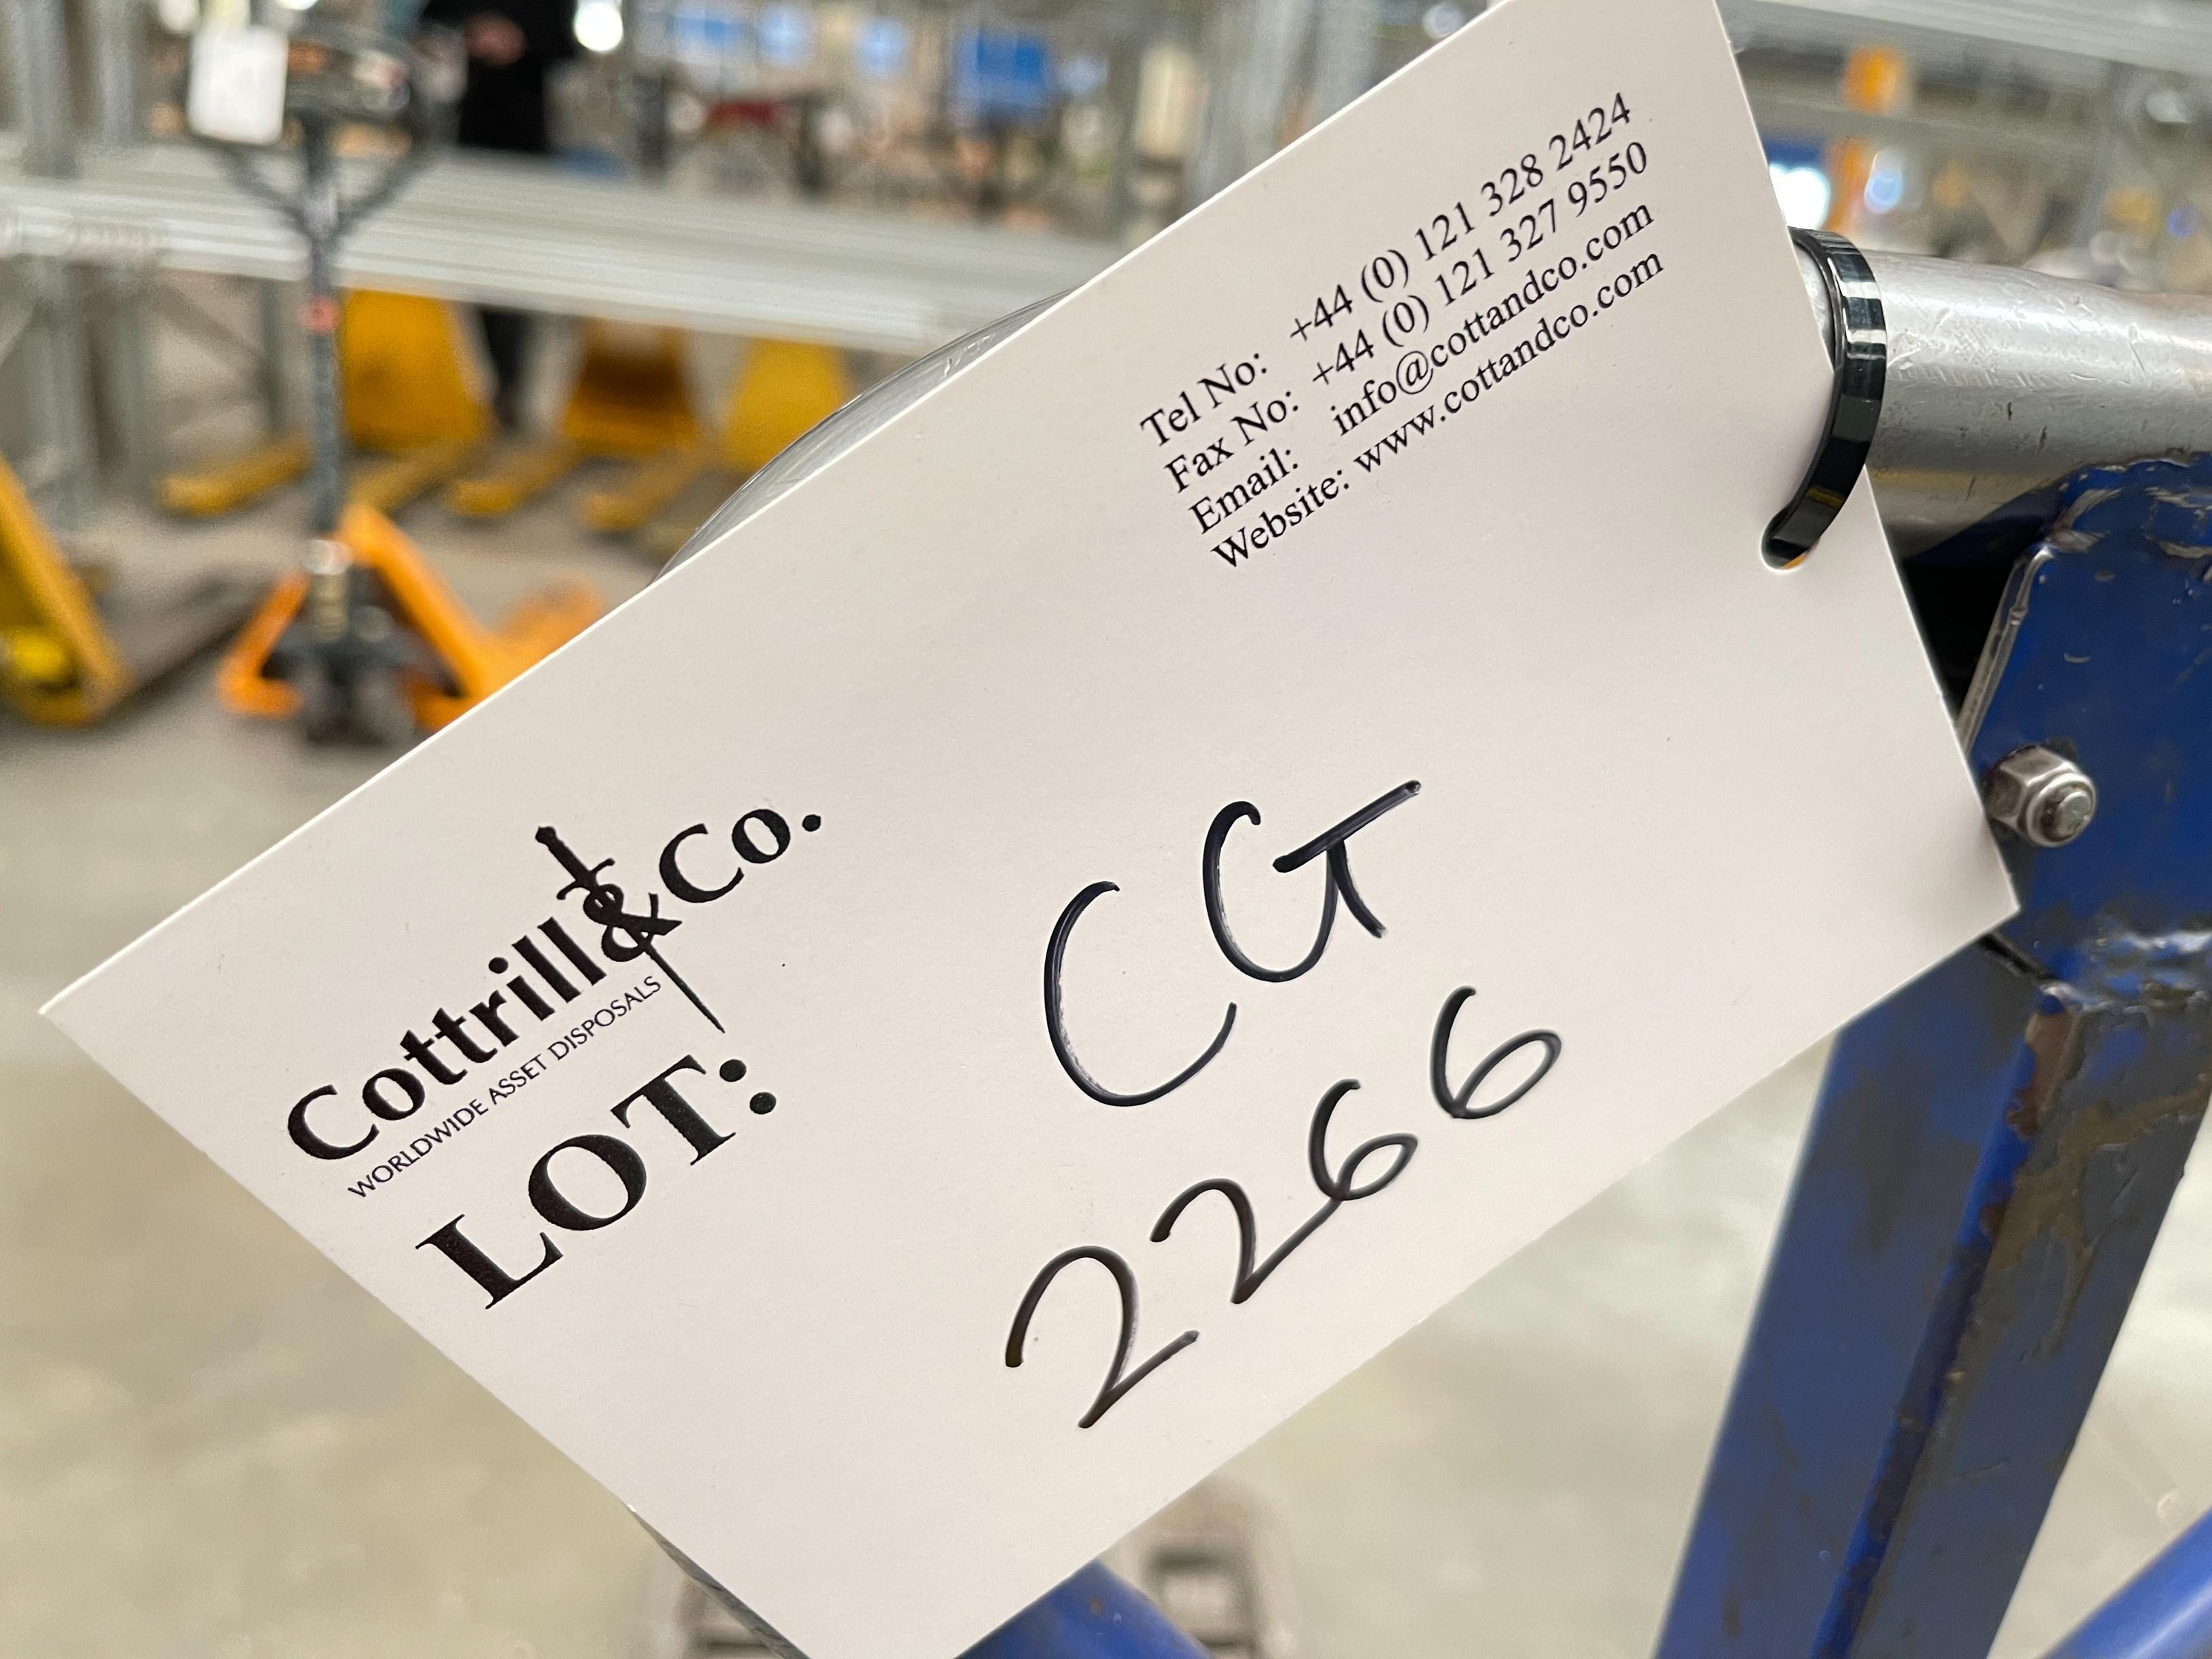 Tel No: +44 (0) 121 328 2424
Fax No: +44 (0) 121 327 9550
Email: info@cottandco.com
Website: www.cottandco.com
Cottrill&Co.
WORLDWIDE ASSET DISPOSALS
LOT:
CG
2266